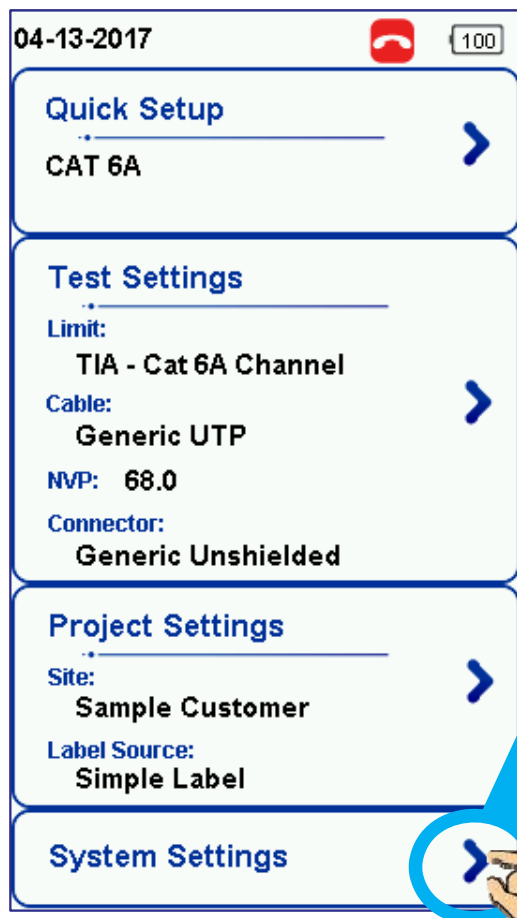 04-13-2017 100
Quick Setup
CAT 6A
Test Settings
Limit:
TIA - Cat 6A Channel
Cable:
Generic UTP
NVP: 68.0
Connector:
Generic Unshielded
Project Settings
Site:
Sample Customer
Label Source:
Simple Label
System Settings